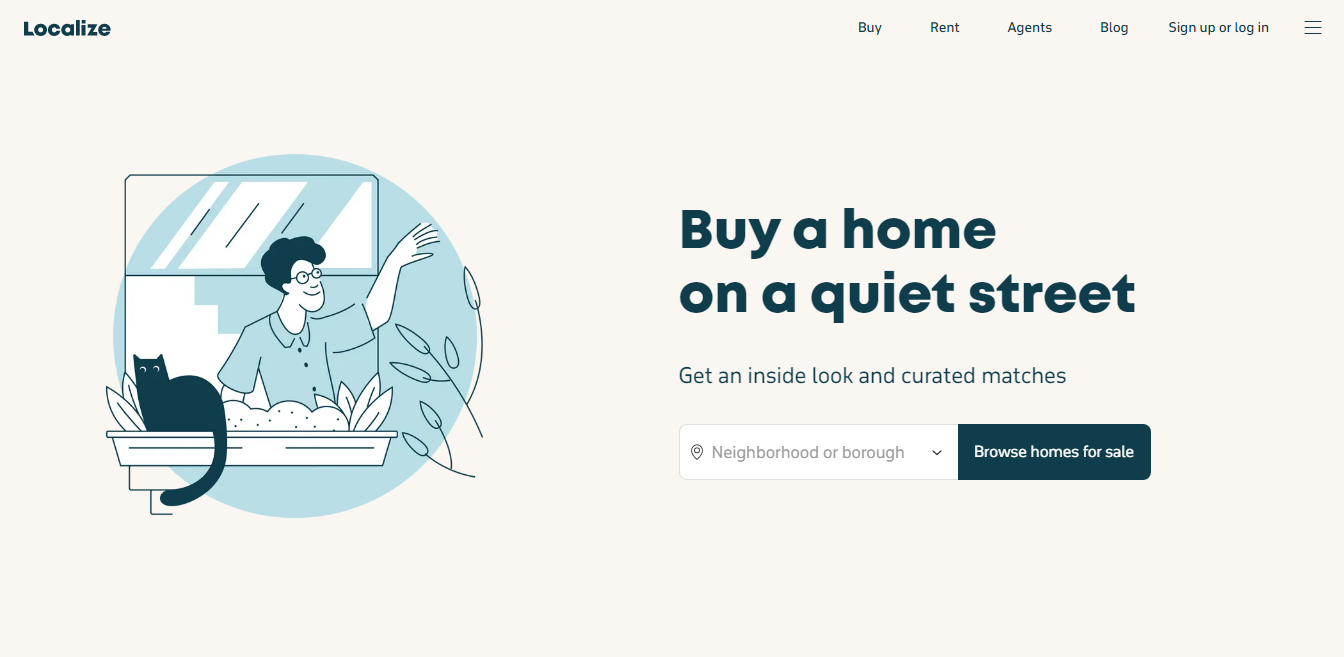 Localize
Buy
Rent
Agents
Blog
Sign up or log in
Buy a home
on a quiet street
Get an inside look and curated matches
Neighborhood or borough
Browse homes for sale